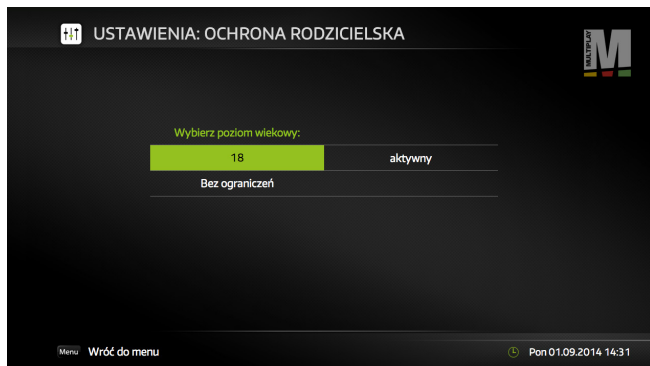 USTAWIENIA: OCHRONA RODZICIELSKA
MULTIPLAY
M
Wybierz poziom wiekowy:
18 aktywny
Bez ograniczeń
Menu Wróć do menu
Pon 01.09.2014 14:31